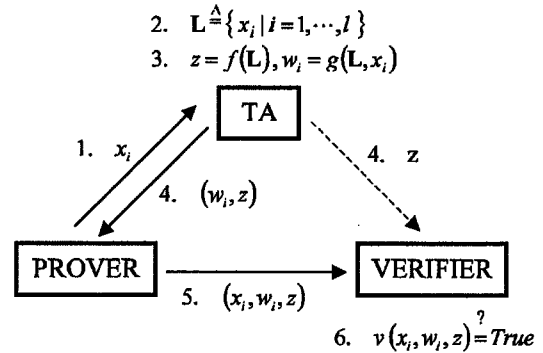 2. L ≜ { x_i | i = 1, ⋯, l }
3. z = f(L), w_i = g(L, x_i)
TA
1. x_i
4. (w_i, z)
4. z
PROVER
VERIFIER
5. (x_i, w_i, z)
6. v(x_i, w_i, z) ≟ True